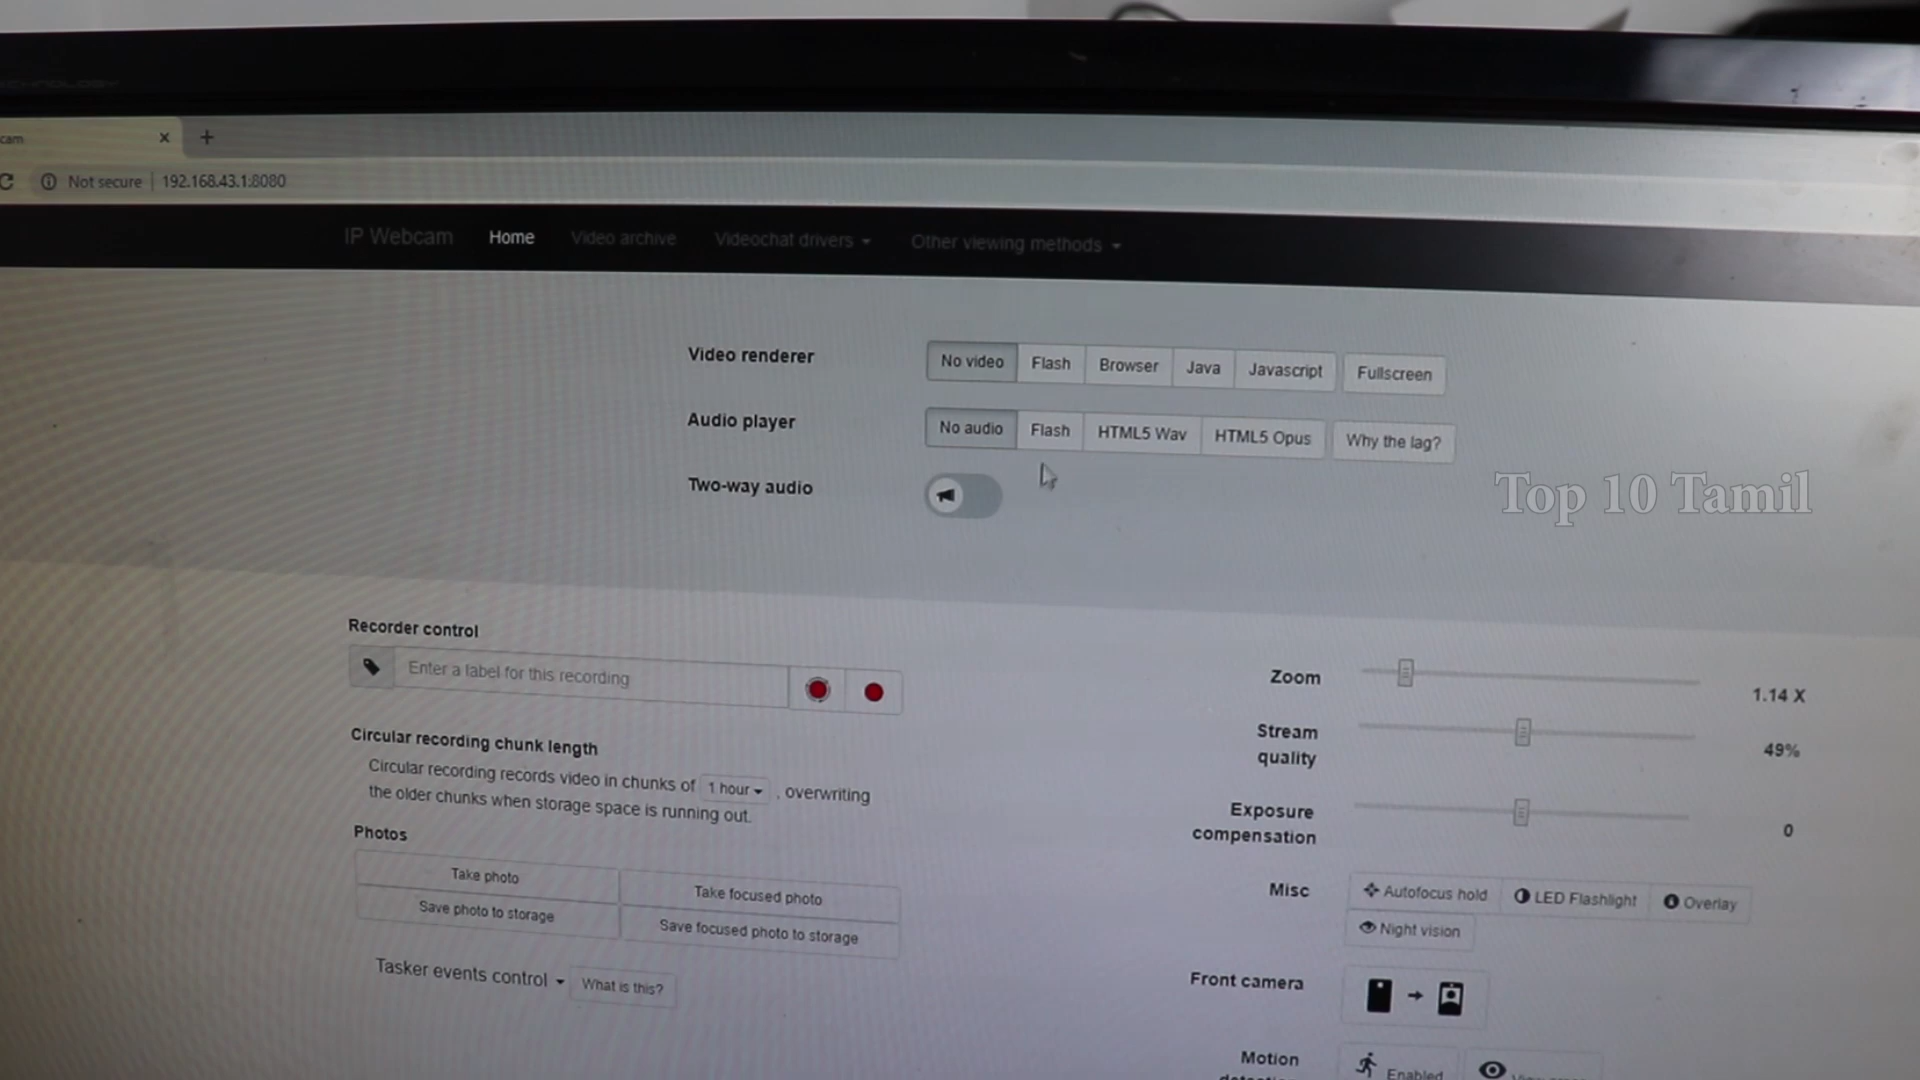 cam
Not secure 192.168.43.1:8080
IP Webcam Home Video archive Videochat drivers Other viewing methods
Video renderer No video Flash Browser Java Javascript Fullscreen
Audio player No audio Flash HTML5 Wav HTML5 Opus Why the lag?
Two-way audio
Top 10 Tamil
Recorder control
Enter a label for this recording
Circular recording chunk length
Circular recording records video in chunks of 1 hour , overwriting
the older chunks when storage space is running out.
Photos
Take photo Take focused photo
Save photo to storage Save focused photo to storage
Tasker events control What is this?
Zoom 1.14 X
Stream
quality 49%
Exposure
compensation 0
Misc Autofocus hold LED Flashlight Overlay
Night vision
Front camera
Motion Enabled